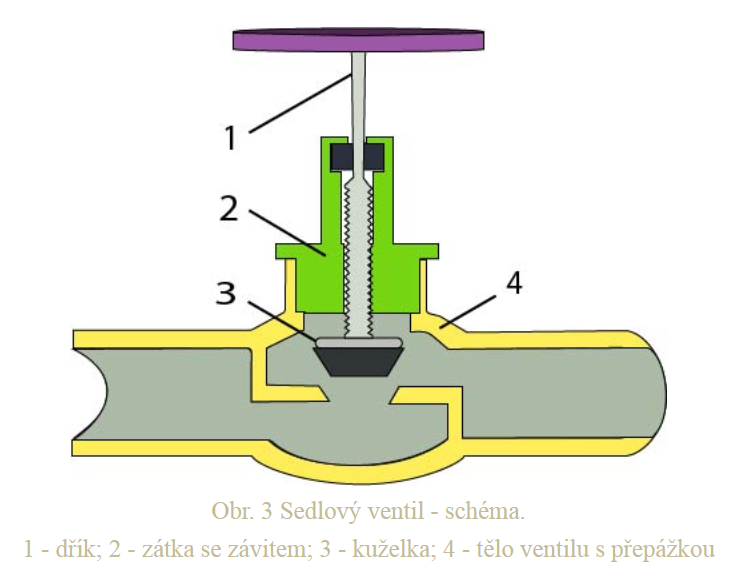 1
2
3
4
Obr. 3 Sedlový ventil - schéma.
1 - dřík; 2 - zátka se závitem; 3 - kuželka; 4 - tělo ventilu s přepážkou